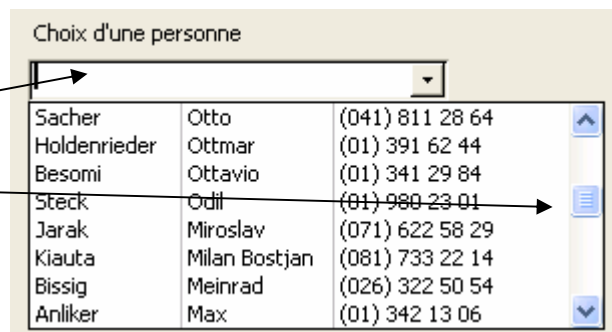 Choix d'une personne
Sacher Otto (041) 811 28 64
Holdenrieder Ottmar (01) 391 62 44
Besomi Ottavio (01) 341 29 84
Steck Odil (01) 980 23 01
Jarak Miroslav (071) 622 58 29
Kiauta Milan Bostjan (081) 733 22 14
Bissig Meinrad (026) 322 50 54
Anliker Max (01) 342 13 06